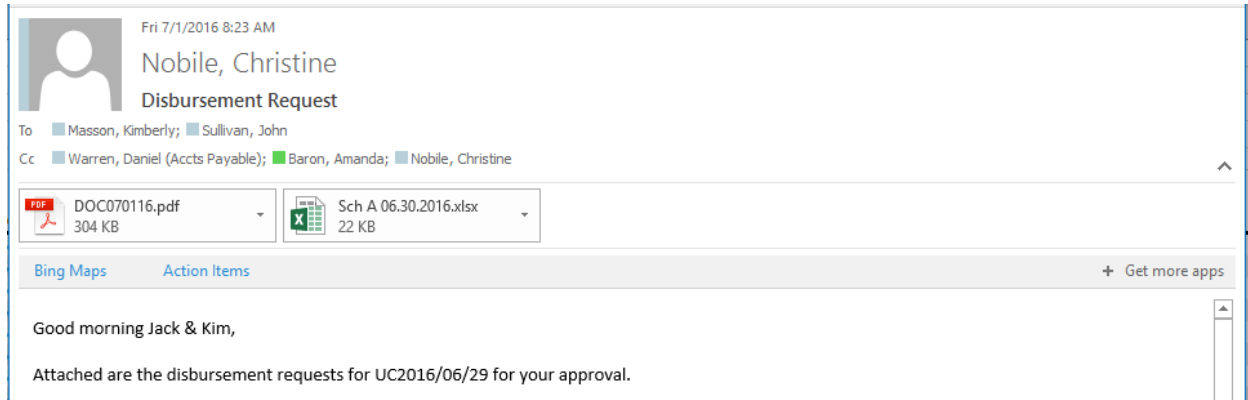 Fri 7/1/2016 8:23 AM
Nobile, Christine
Disbursement Request
To Masson, Kimberly; Sullivan, John
Cc Warren, Daniel (Accts Payable); Baron, Amanda; Nobile, Christine
PDF DOC070116.pdf Sch A 06.30.2016.xlsx
304 KB 22 KB
Bing Maps Action Items + Get more apps
Good morning Jack & Kim,
Attached are the disbursement requests for UC2016/06/29 for your approval.